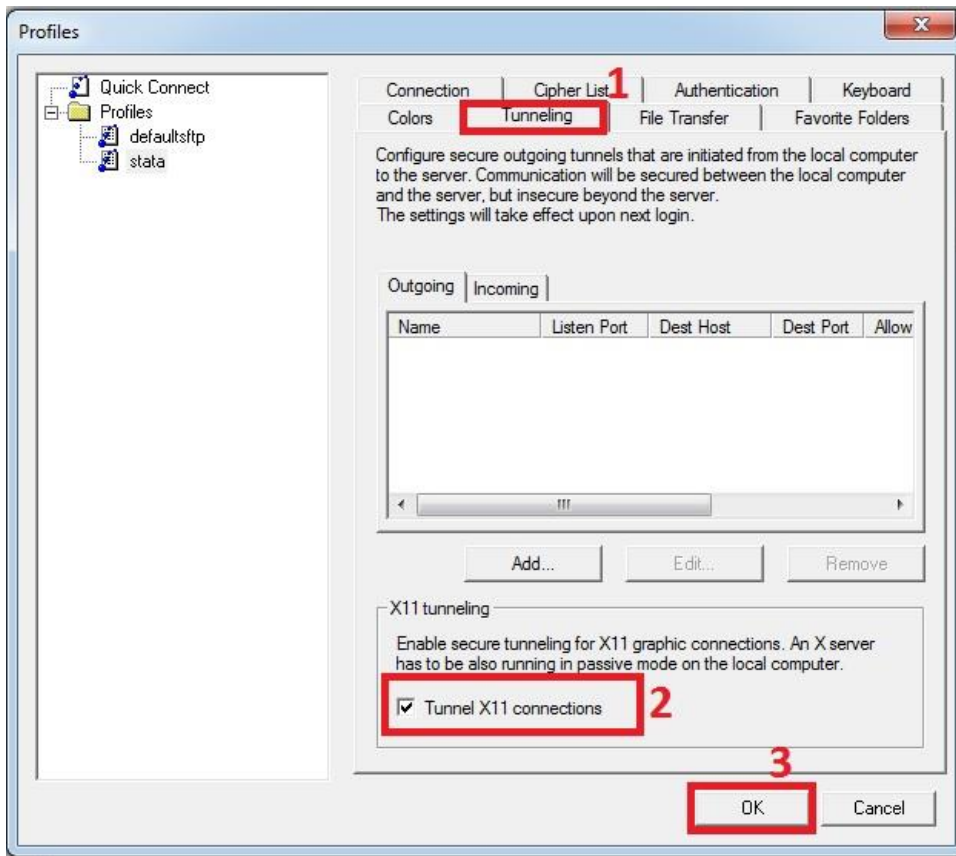 Profiles
Quick Connect
Profiles
defaultsftp
stata
Connection Cipher List 1 Authentication Keyboard
Colors Tunneling File Transfer Favorite Folders
Configure secure outgoing tunnels that are initiated from the local computer
to the server. Communication will be secured between the local computer
and the server, but insecure beyond the server.
The settings will take effect upon next login.
Outgoing Incoming
Name Listen Port Dest Host Dest Port Allow
Add... Edit... Remove
X11 tunneling
Enable secure tunneling for X11 graphic connections. An X server
has to be also running in passive mode on the local computer.
Tunnel X11 connections 2
3
OK Cancel